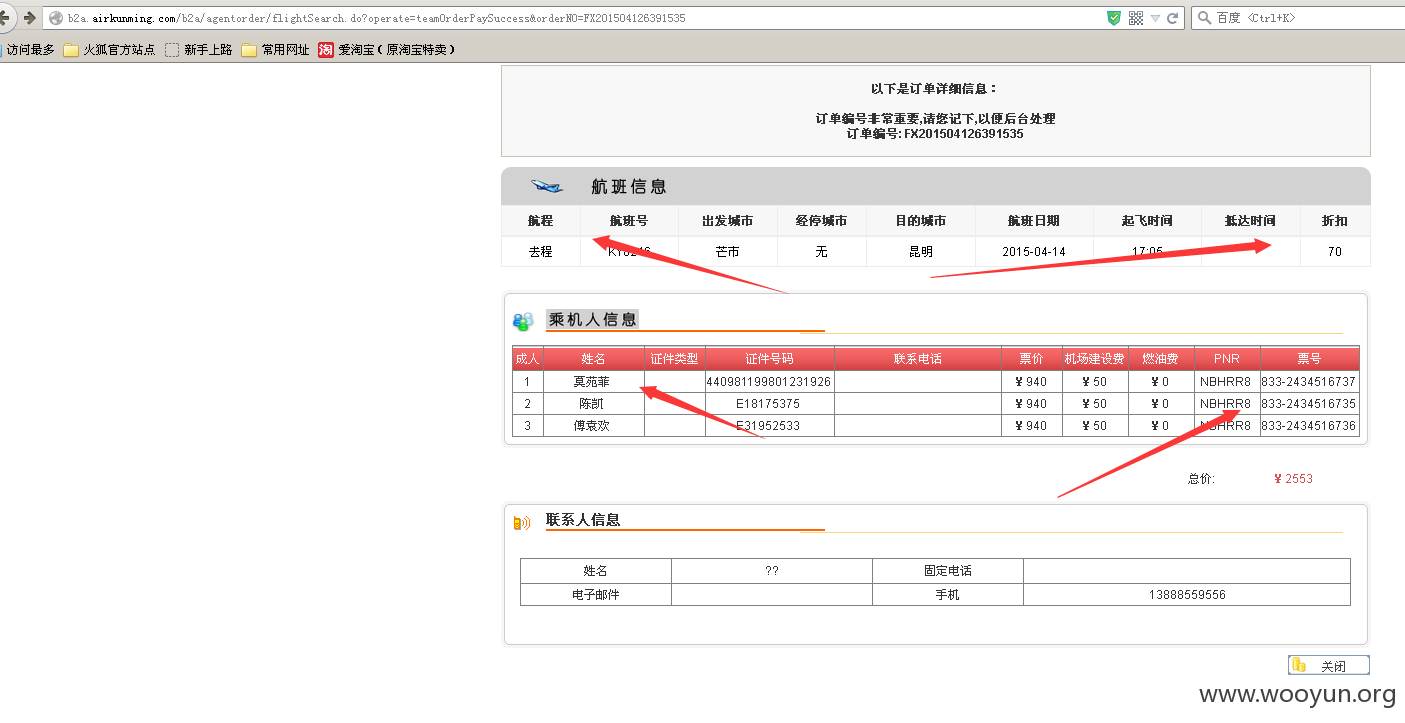 b2a.airkunming.com/b2a/agentorder/flightSearch.do?operate=teamOrderPaySuccess&orderNO=FX201504126391535
百度 <Ctrl+K>
访问最多 火狐官方站点 新手上路 常用网址 淘 爱淘宝（原淘宝特卖）
以下是订单详细信息：
订单编号非常重要,请您记下,以便后台处理
订单编号: FX201504126391535
航班信息
航程 航班号 出发城市 经停城市 目的城市 航班日期 起飞时间 抵达时间 折扣
去程 芒市 无 昆明 2015-04-14 17:05 70
乘机人信息
成人 姓名 证件类型 证件号码 联系电话 票价 机场建设费 燃油费 PNR 票号
1 莫苑菲 440981199801231926 ¥ 940 ¥ 50 ¥ 0 NBHRR8 833-2434516737
2 陈凯 E18175375 ¥ 940 ¥ 50 ¥ 0 NBHRR8 833-2434516735
3 傅袁欢 E31952533 ¥ 940 ¥ 50 ¥ 0 NBHRR8 833-2434516736
总价: ¥ 2553
联系人信息
姓名 ?? 固定电话
电子邮件 手机 13888559556
关闭
www.wooyun.org